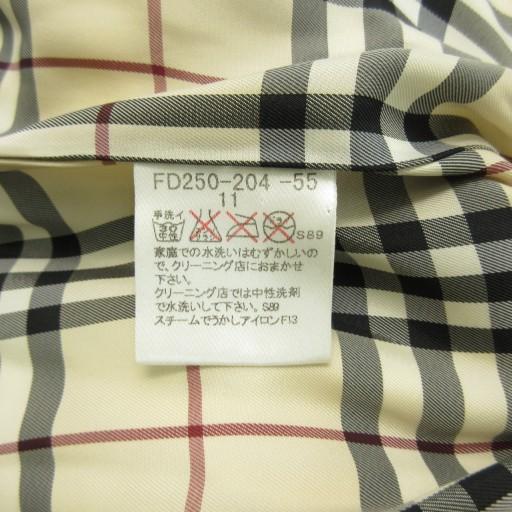 FD250-204 -55
11
手洗イ
30
中性
S89
家庭での水洗いはむずかしいの
で、クリーニング店におまかせ
下さい。
クリーニング店では中性洗剤
で水洗いして下さい。S89
スチームでうかしアイロンF13